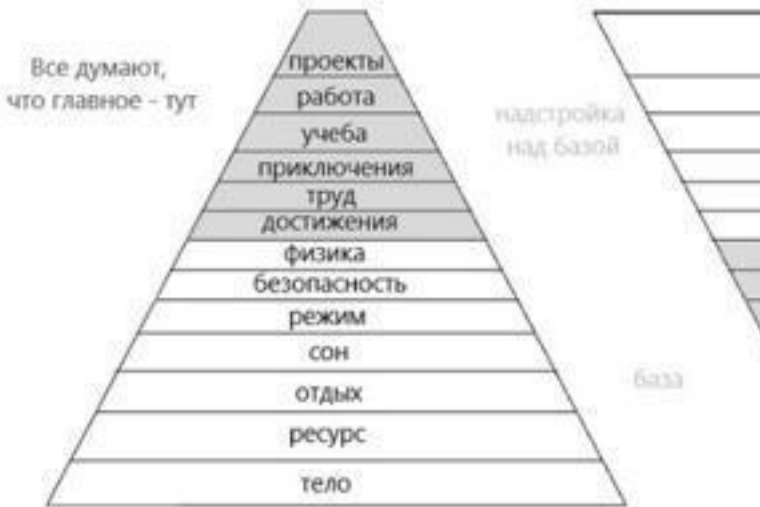 Все думают,
что главное - тут
проекты
работа
учеба
приключения
труд
достижения
физика
безопасность
режим
сон
отдых
ресурс
тело
надстройка
над базой
база